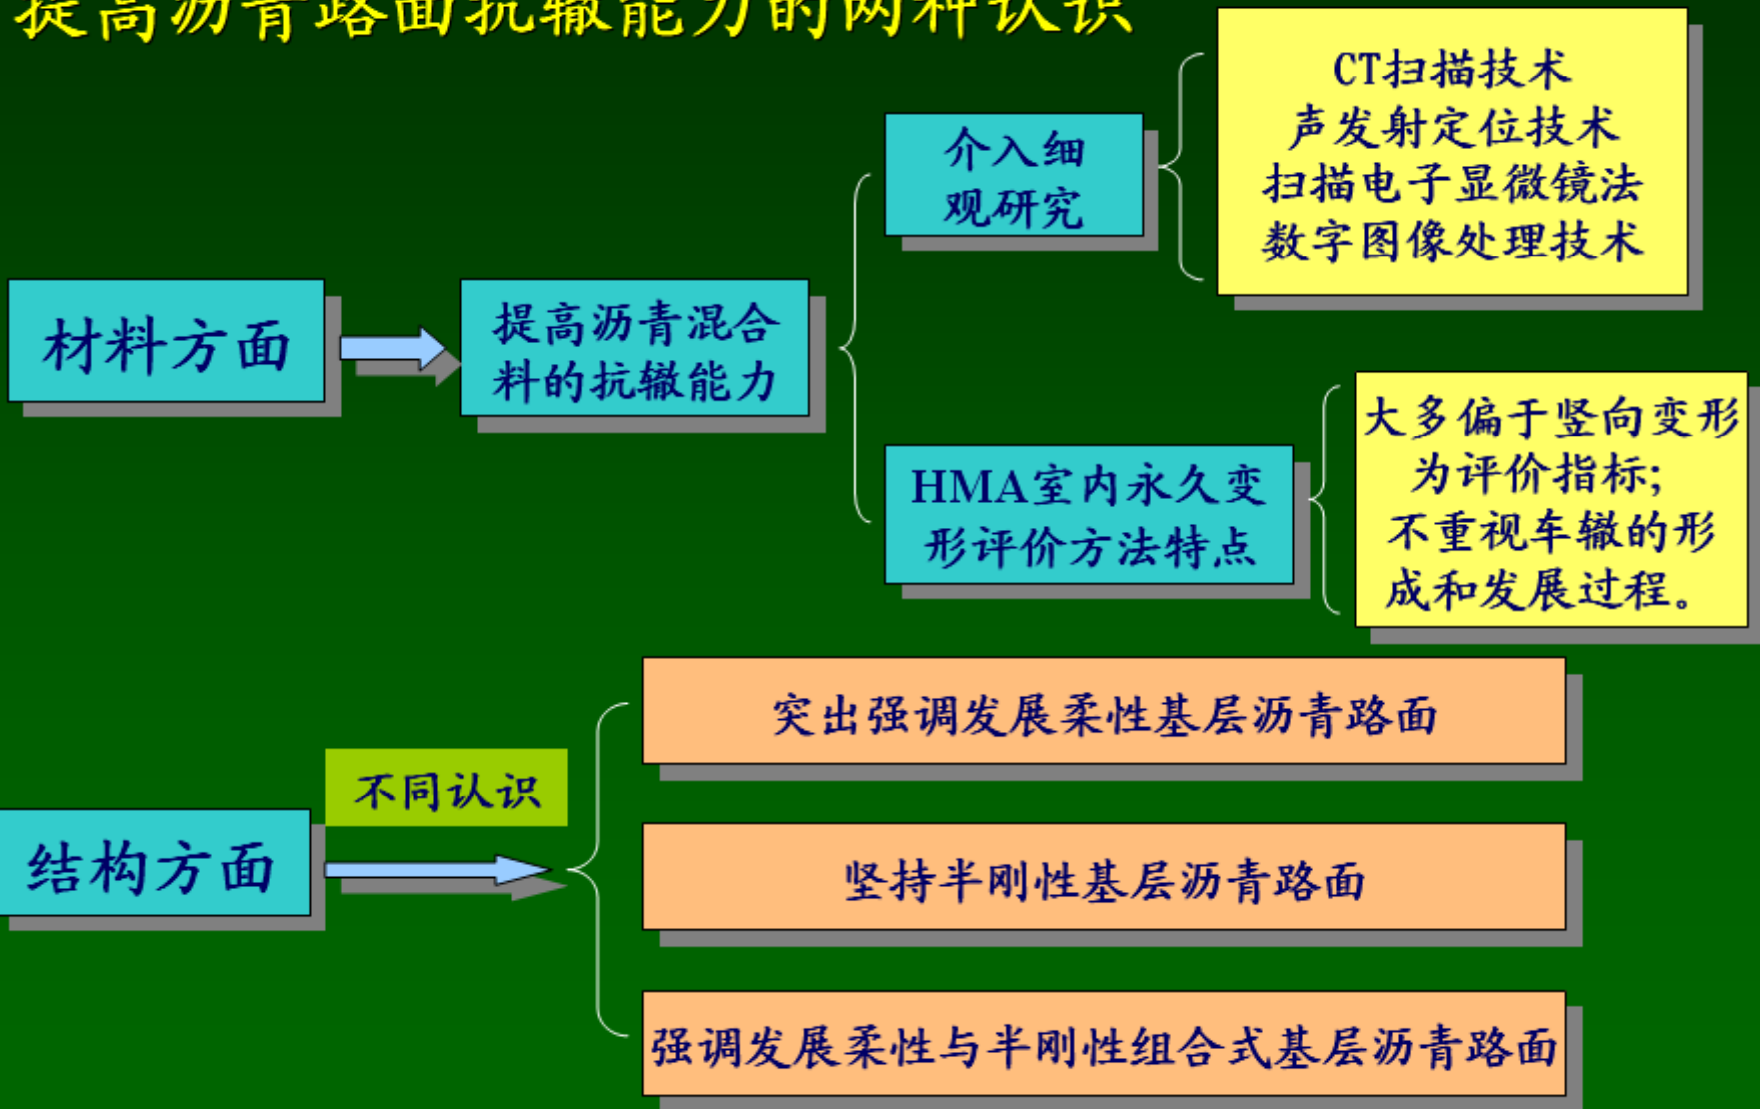 提高沥青路面抗辙能力的两种认识
CT扫描技术
声发射定位技术
扫描电子显微镜法
数字图像处理技术
介入细
观研究
材料方面
提高沥青混合
料的抗辙能力
HMA室内永久变
形评价方法特点
大多偏于竖向变形
为评价指标;
不重视车辙的形
成和发展过程。
结构方面
不同认识
突出强调发展柔性基层沥青路面
坚持半刚性基层沥青路面
强调发展柔性与半刚性组合式基层沥青路面